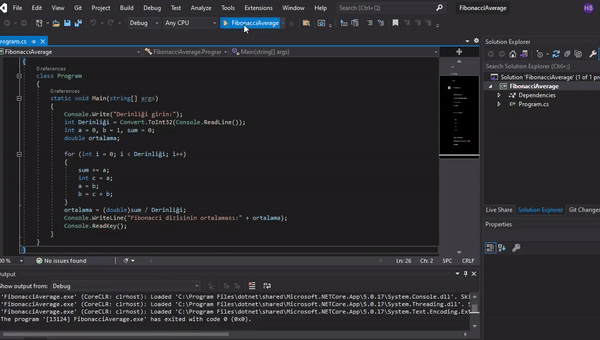 File Edit View Git Project Build Debug Test Analyze Tools Extensions Window Help Search (Ctrl+Q) FibonacciAverage HB
Debug Any CPU FibonacciAverage
rogram.cs
FibonacciAverage FibonacciAverage.Program Main(string[] args)
{
0 references
class Program
{
0 references
static void Main(string[] args)
{
Console.Write("Derinliği girin:");
int Derinliği = Convert.ToInt32(Console.ReadLine());
int a = 0, b = 1, sum = 0;
double ortalama;
for (int i = 0; i < Derinliği; i++)
{
sum += a;
int c = a;
a = b;
b = c + b;
}
ortalama = (double)sum / Derinliği;
Console.WriteLine("Fibonacci dizisinin ortalaması:" + ortalama);
Console.ReadKey();
}
}
}
00 % No issues found Ln: 26 Ch: 2 SPC CRLF
Output
Show output from: Debug
'FibonacciAverage.exe' (CoreCLR: clrhost): Loaded 'C:\Program Files\dotnet\shared\Microsoft.NETCore.App\5.0.17\System.Console.dll'. Ski
'FibonacciAverage.exe' (CoreCLR: clrhost): Loaded 'C:\Program Files\dotnet\shared\Microsoft.NETCore.App\5.0.17\System.Threading.dll'. S
'FibonacciAverage.exe' (CoreCLR: clrhost): Loaded 'C:\Program Files\dotnet\shared\Microsoft.NETCore.App\5.0.17\System.Text.Encoding.Ext
The program '[13124] FibonacciAverage.exe' has exited with code 0 (0x0).
Solution Explorer
Search Solution Explorer (Ctrl+;)
Solution 'FibonacciAverage' (1 of 1 project)
FibonacciAverage
Dependencies
Program.cs
Live Share Solution Explorer Git Changes
Properties